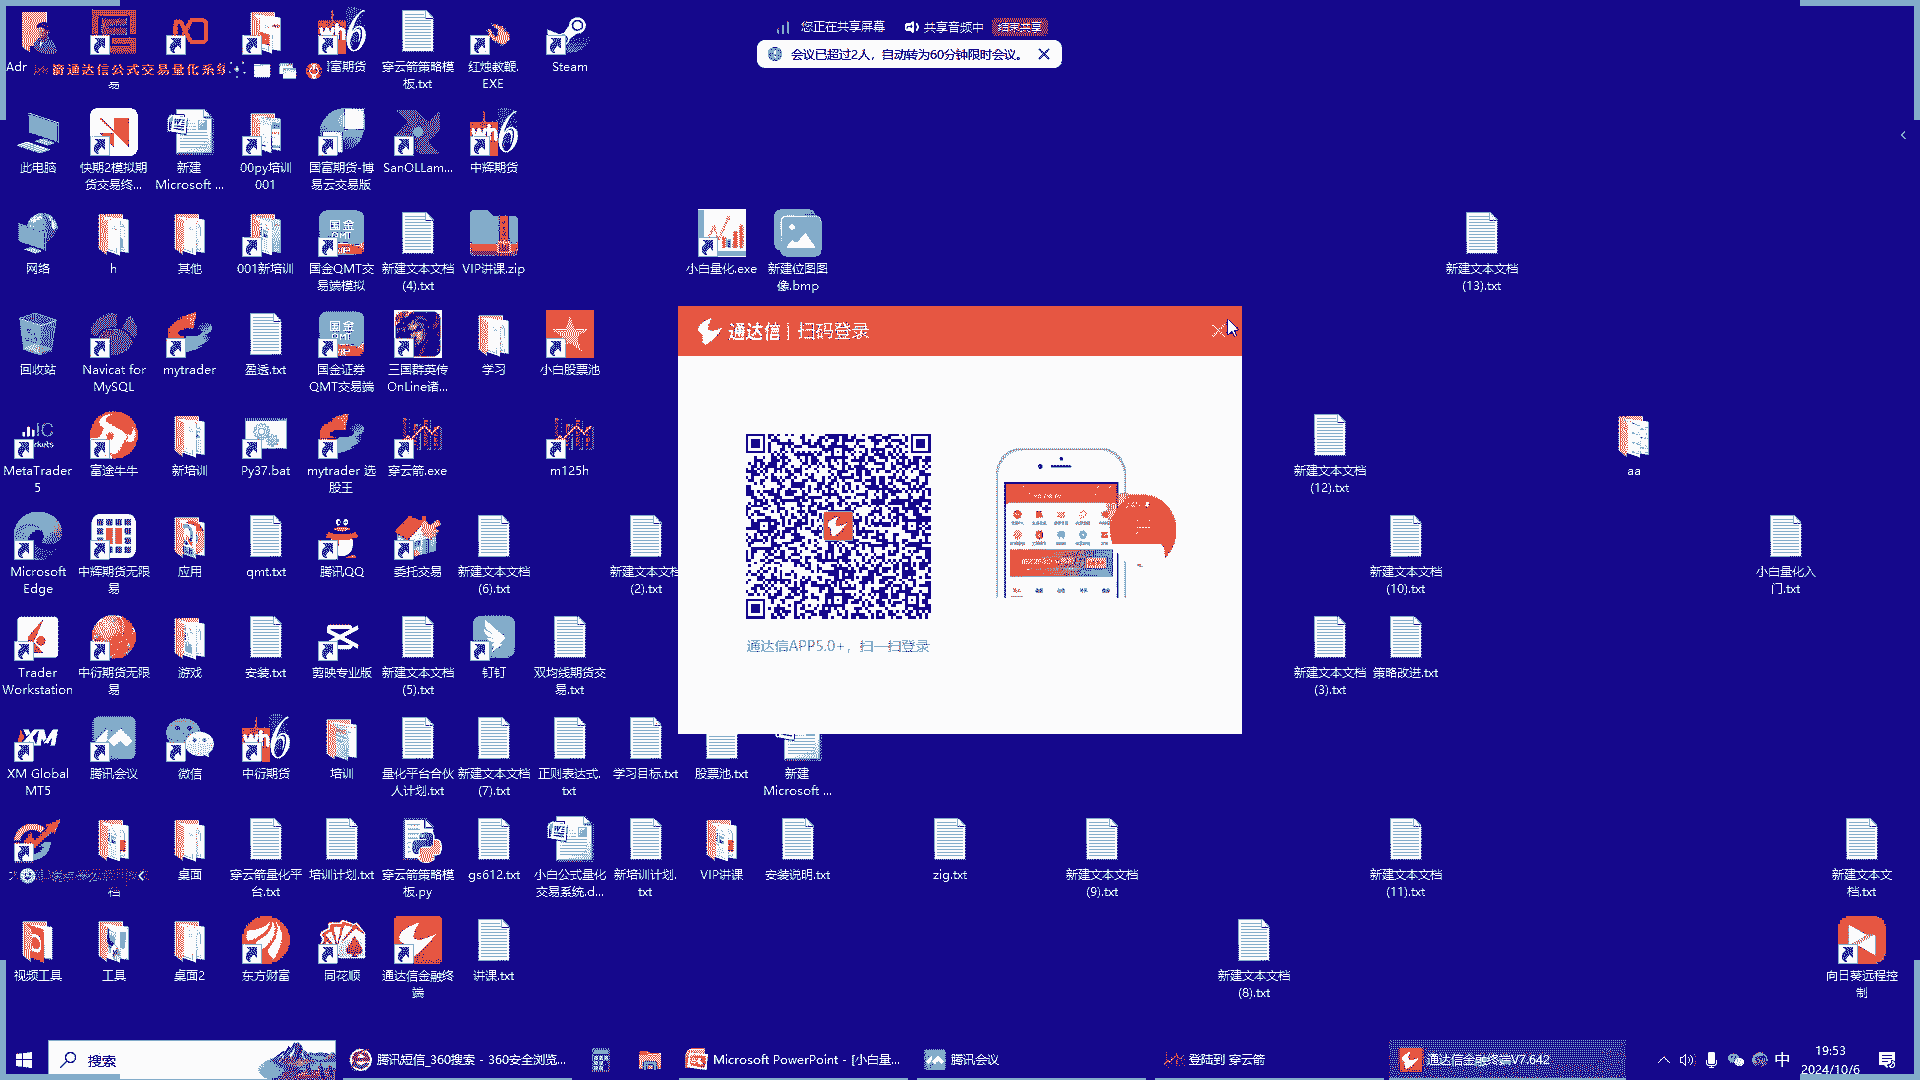 您正在共享屏幕 共享音频中 结束共享
会议已超过2人，自动转为60分钟限时会议。
箭通达信公式交易量化系统
Adr
易
富期货
穿云箭策略模板.txt
红烛教鞭.EXE
Steam
此电脑
快期2模拟期货交易终...
新建 Microsoft ...
00py培训001
国富期货-博易云交易版
SanOLLam...
中辉期货
网络
h
其他
001新培训
国金QMT交易端模拟
新建文本文档(4).txt
VIP讲课.zip
小白量化.exe
新建位图图像.bmp
新建文本文档(13).txt
回收站
Navicat for MySQL
mytrader
盈透.txt
国金证券QMT交易端
三国群英传OnLine诸...
学习
小白股票池
通达信 | 扫码登录
通达信APP5.0+，扫一扫登录
MetaTrader 5
富途牛牛
新培训
Py37.bat
mytrader 选股王
穿云箭.exe
m125h
新建文本文档(12).txt
aa
Microsoft Edge
中辉期货无限易
应用
qmt.txt
腾讯QQ
委托交易
新建文本文档(6).txt
新建文本文档(2).txt
新建文本文档(10).txt
小白量化入门.txt
Trader Workstation
中衍期货无限易
游戏
安装.txt
剪映专业版
新建文本文档(5).txt
钉钉
双均线期货交易.txt
新建文本文档(3).txt
策略改进.txt
XM Global MT5
腾讯会议
微信
中衍期货
培训
量化平台合伙人计划.txt
新建文本文档(7).txt
正则表达式.txt
学习目标.txt
股票池.txt
新建 Microsoft ...
档
桌面
穿云箭量化平台.txt
培训计划.txt
穿云箭策略模板.py
gs612.txt
小白公式量化交易系统.d...
新培训计划.txt
VIP讲课
安装说明.txt
zig.txt
新建文本文档(9).txt
新建文本文档(11).txt
新建文本文档.txt
视频工具
工具
桌面2
东方财富
同花顺
通达信金融终端
讲课.txt
新建文本文档(8).txt
向日葵远程控制
搜索
腾讯短信_360搜索 - 360安全浏览...
Microsoft PowerPoint - [小白量...
腾讯会议
登陆到 穿云箭
通达信金融终端V7.642
中
19:53
2024/10/6